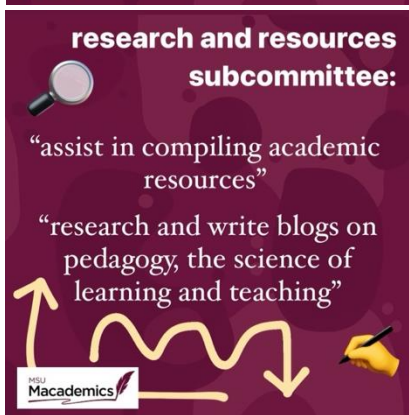 research and resources
subcommittee:
“assist in compiling academic
resources”
“research and write blogs on
pedagogy, the science of
learning and teaching”
MSU
Macademics